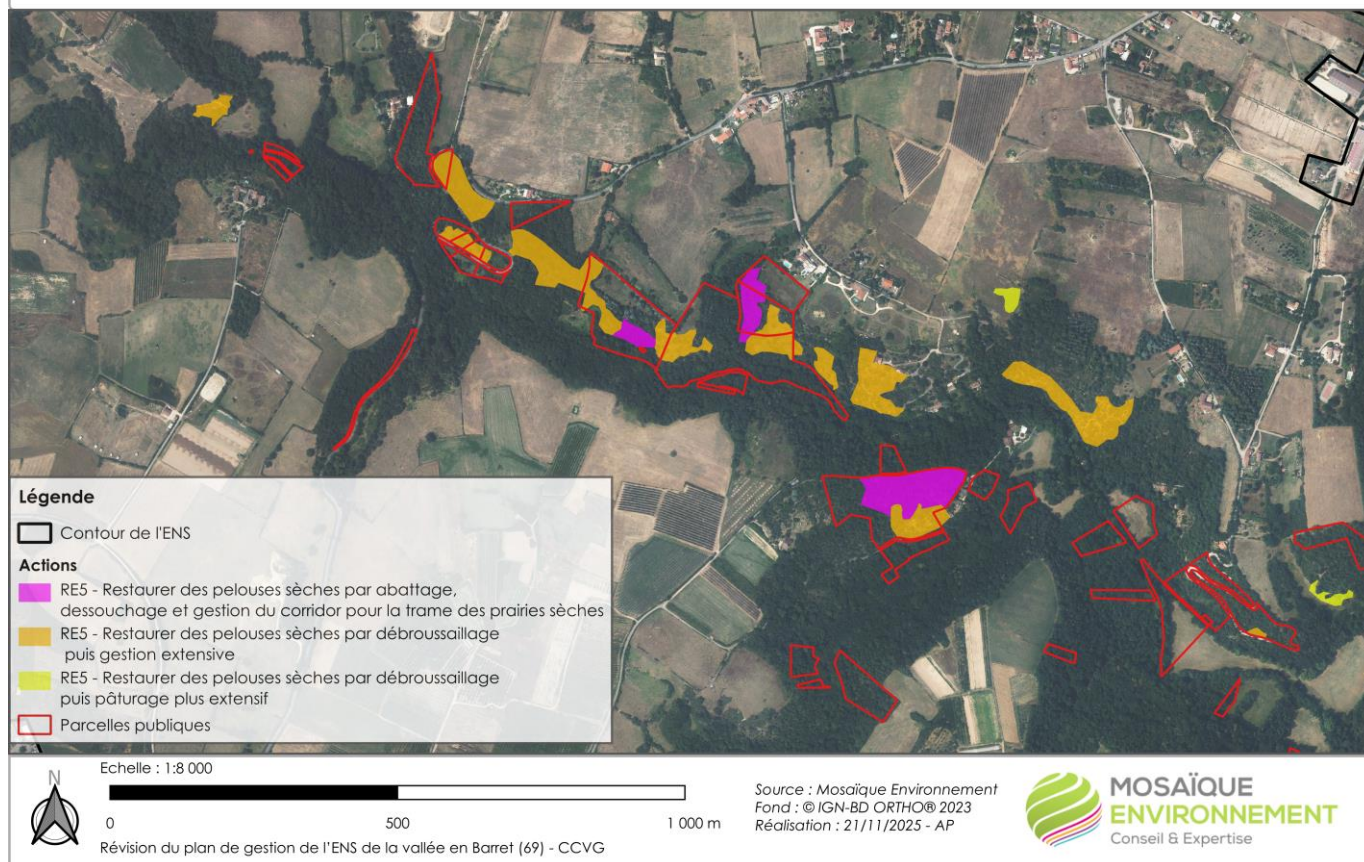 Légende
Contour de l'ENS
Actions
RE5 - Restaurer des pelouses sèches par abattage,
dessouchage et gestion du corridor pour la trame des prairies sèches
RE5 - Restaurer des pelouses sèches par débroussaillage
puis gestion extensive
RE5 - Restaurer des pelouses sèches par débroussaillage
puis pâturage plus extensif
Parcelles publiques
N
Echelle : 1:8 000
0 500 1 000 m
Révision du plan de gestion de l'ENS de la vallée en Barret (69) - CCVG
Source : Mosaïque Environnement
Fond : © IGN-BD ORTHO® 2023
Réalisation : 21/11/2025 - AP
MOSAÏQUE
ENVIRONNEMENT
Conseil & Expertise